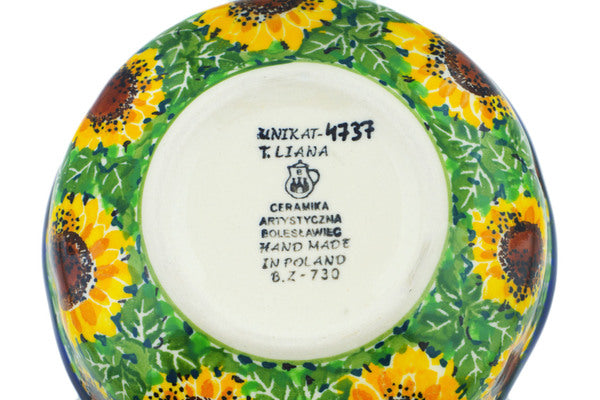 UNIKAT-4737
T. LIANA
CERAMIKA
ARTYSTYCZNA
BOLESŁAWIEC
HAND MADE
IN POLAND
B.Z-730